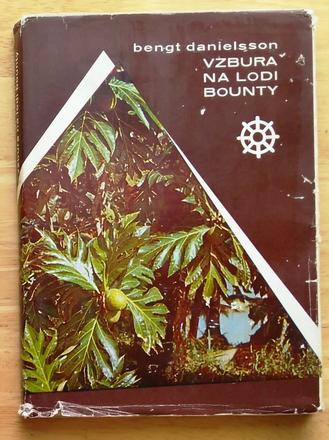 bengt danielsson
VZBURA
NA LODI
BOUNTY